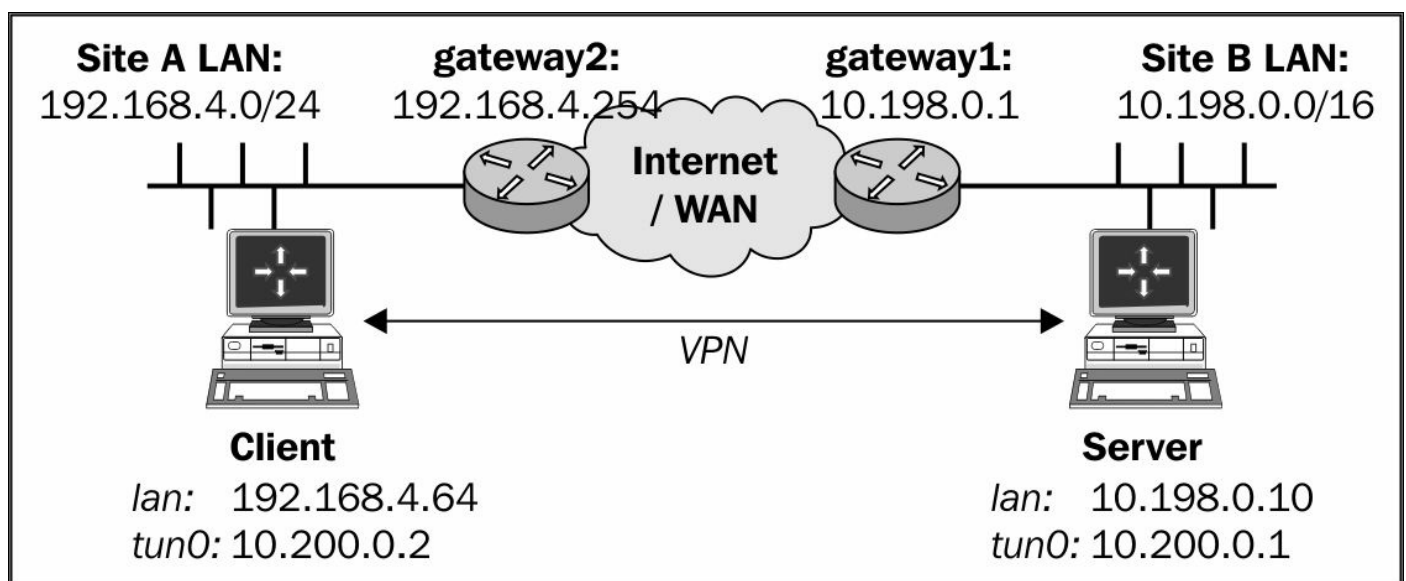 Site A LAN:
192.168.4.0/24
gateway2:
192.168.4.254
gateway1:
10.198.0.1
Site B LAN:
10.198.0.0/16
Internet
/ WAN
VPN
Client
lan: 192.168.4.64
tun0: 10.200.0.2
Server
lan: 10.198.0.10
tun0: 10.200.0.1